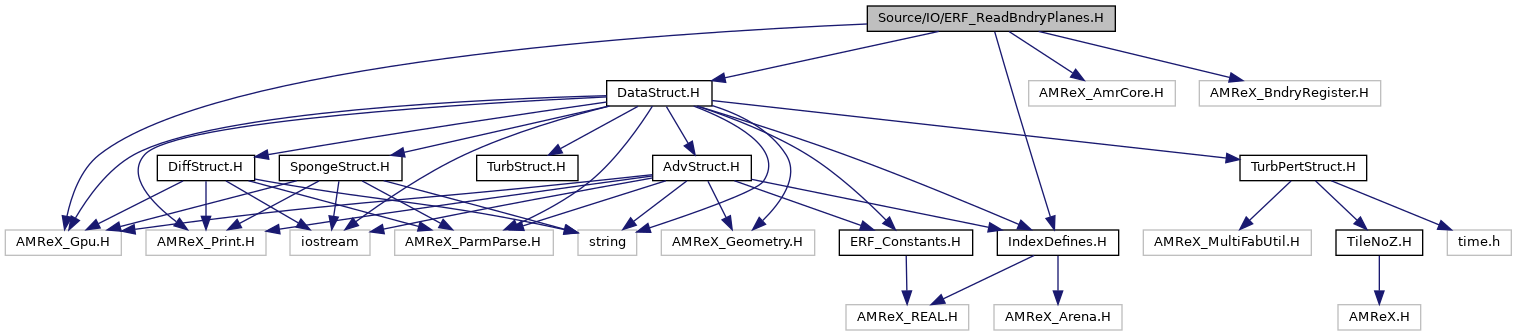 Source/IO/ERF_ReadBndryPlanes.H
DataStruct.H
AMReX_AmrCore.H
AMReX_BndryRegister.H
DiffStruct.H
SpongeStruct.H
TurbStruct.H
AdvStruct.H
TurbPertStruct.H
AMReX_Gpu.H
AMReX_Print.H
iostream
AMReX_ParmParse.H
string
AMReX_Geometry.H
ERF_Constants.H
IndexDefines.H
AMReX_MultiFabUtil.H
TileNoZ.H
time.h
AMReX_REAL.H
AMReX_Arena.H
AMReX.H